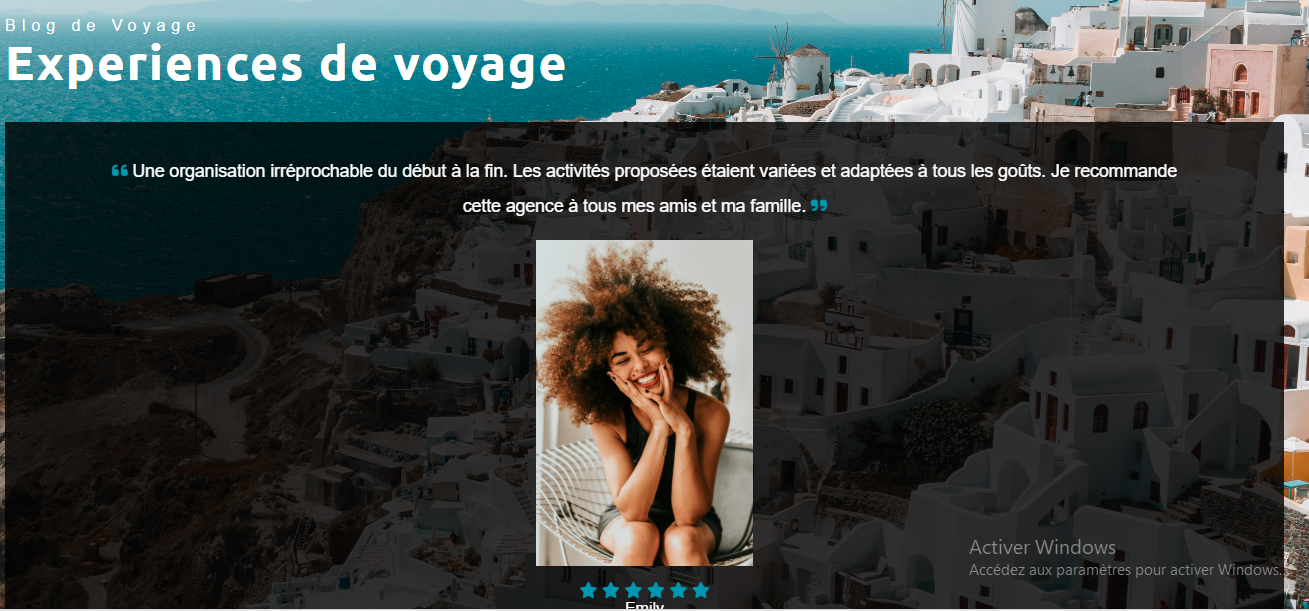 Blog de Voyage
Experiences de voyage
“ Une organisation irréprochable du début à la fin. Les activités proposées étaient variées et adaptées à tous les goûts. Je recommande
cette agence à tous mes amis et ma famille. ”
Activer Windows
Accédez aux paramètres pour activer Windows.
Emily